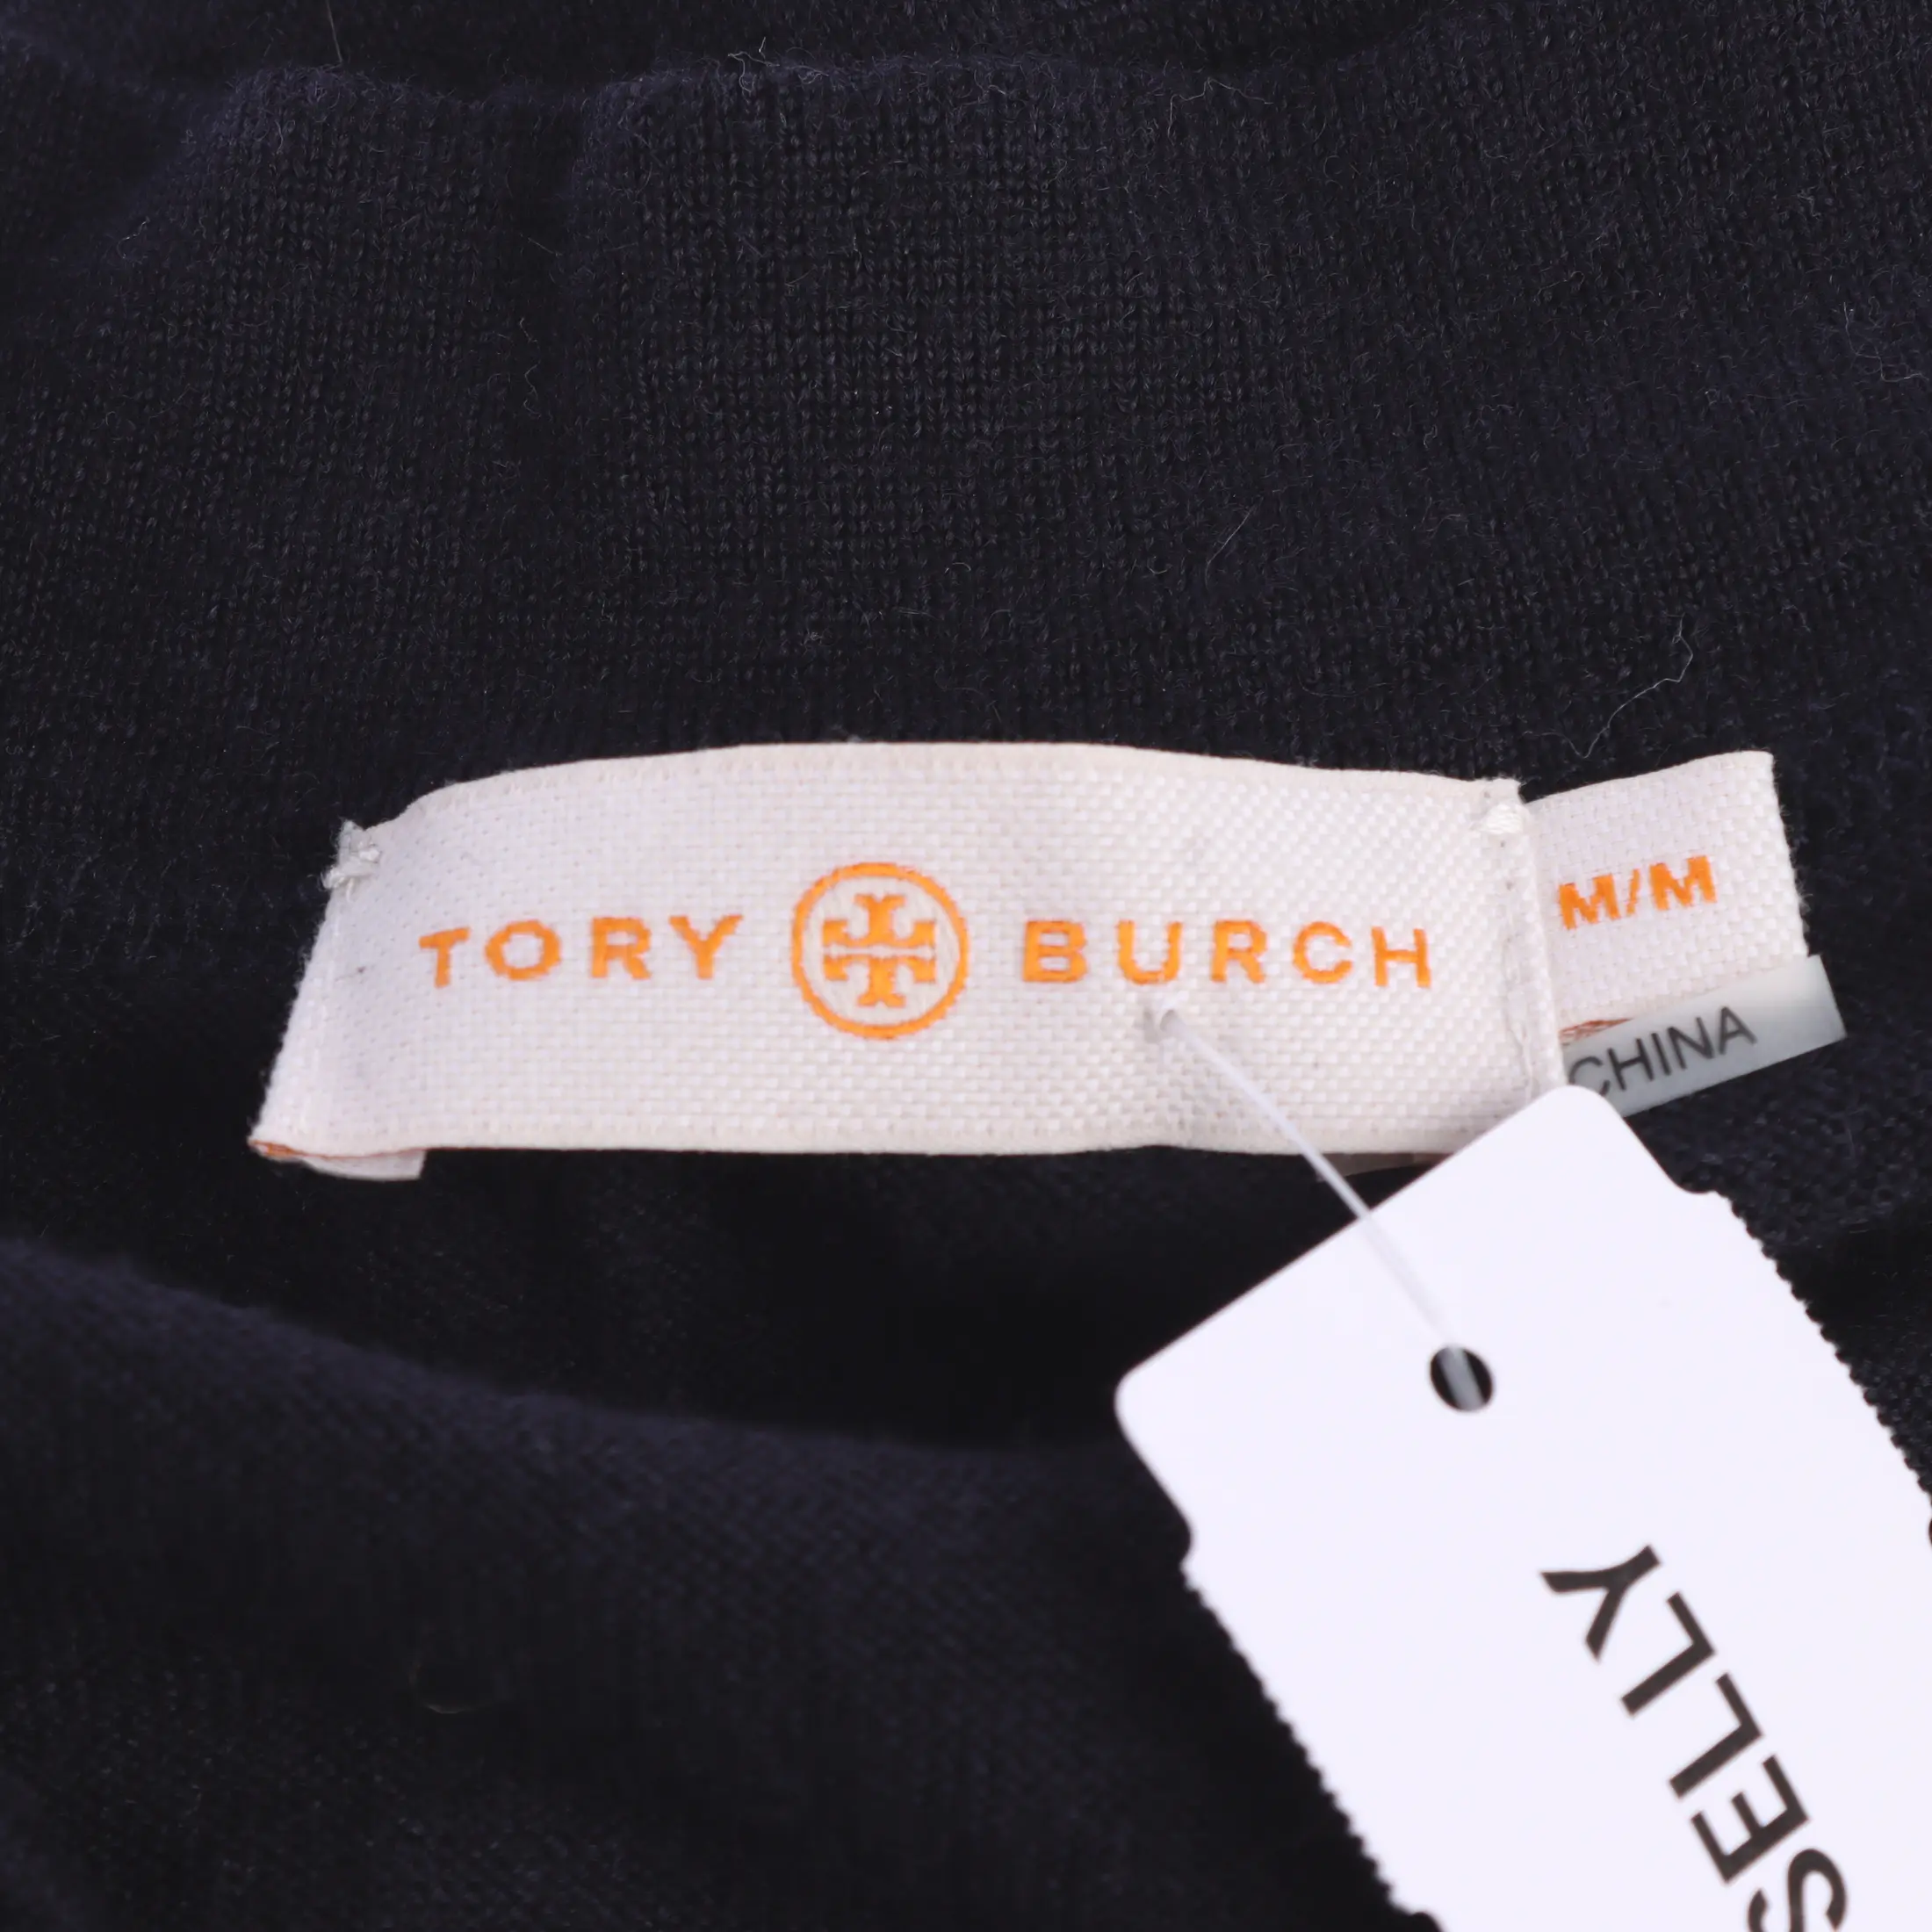 TORY BURCH
M/M
CHINA
SELLY